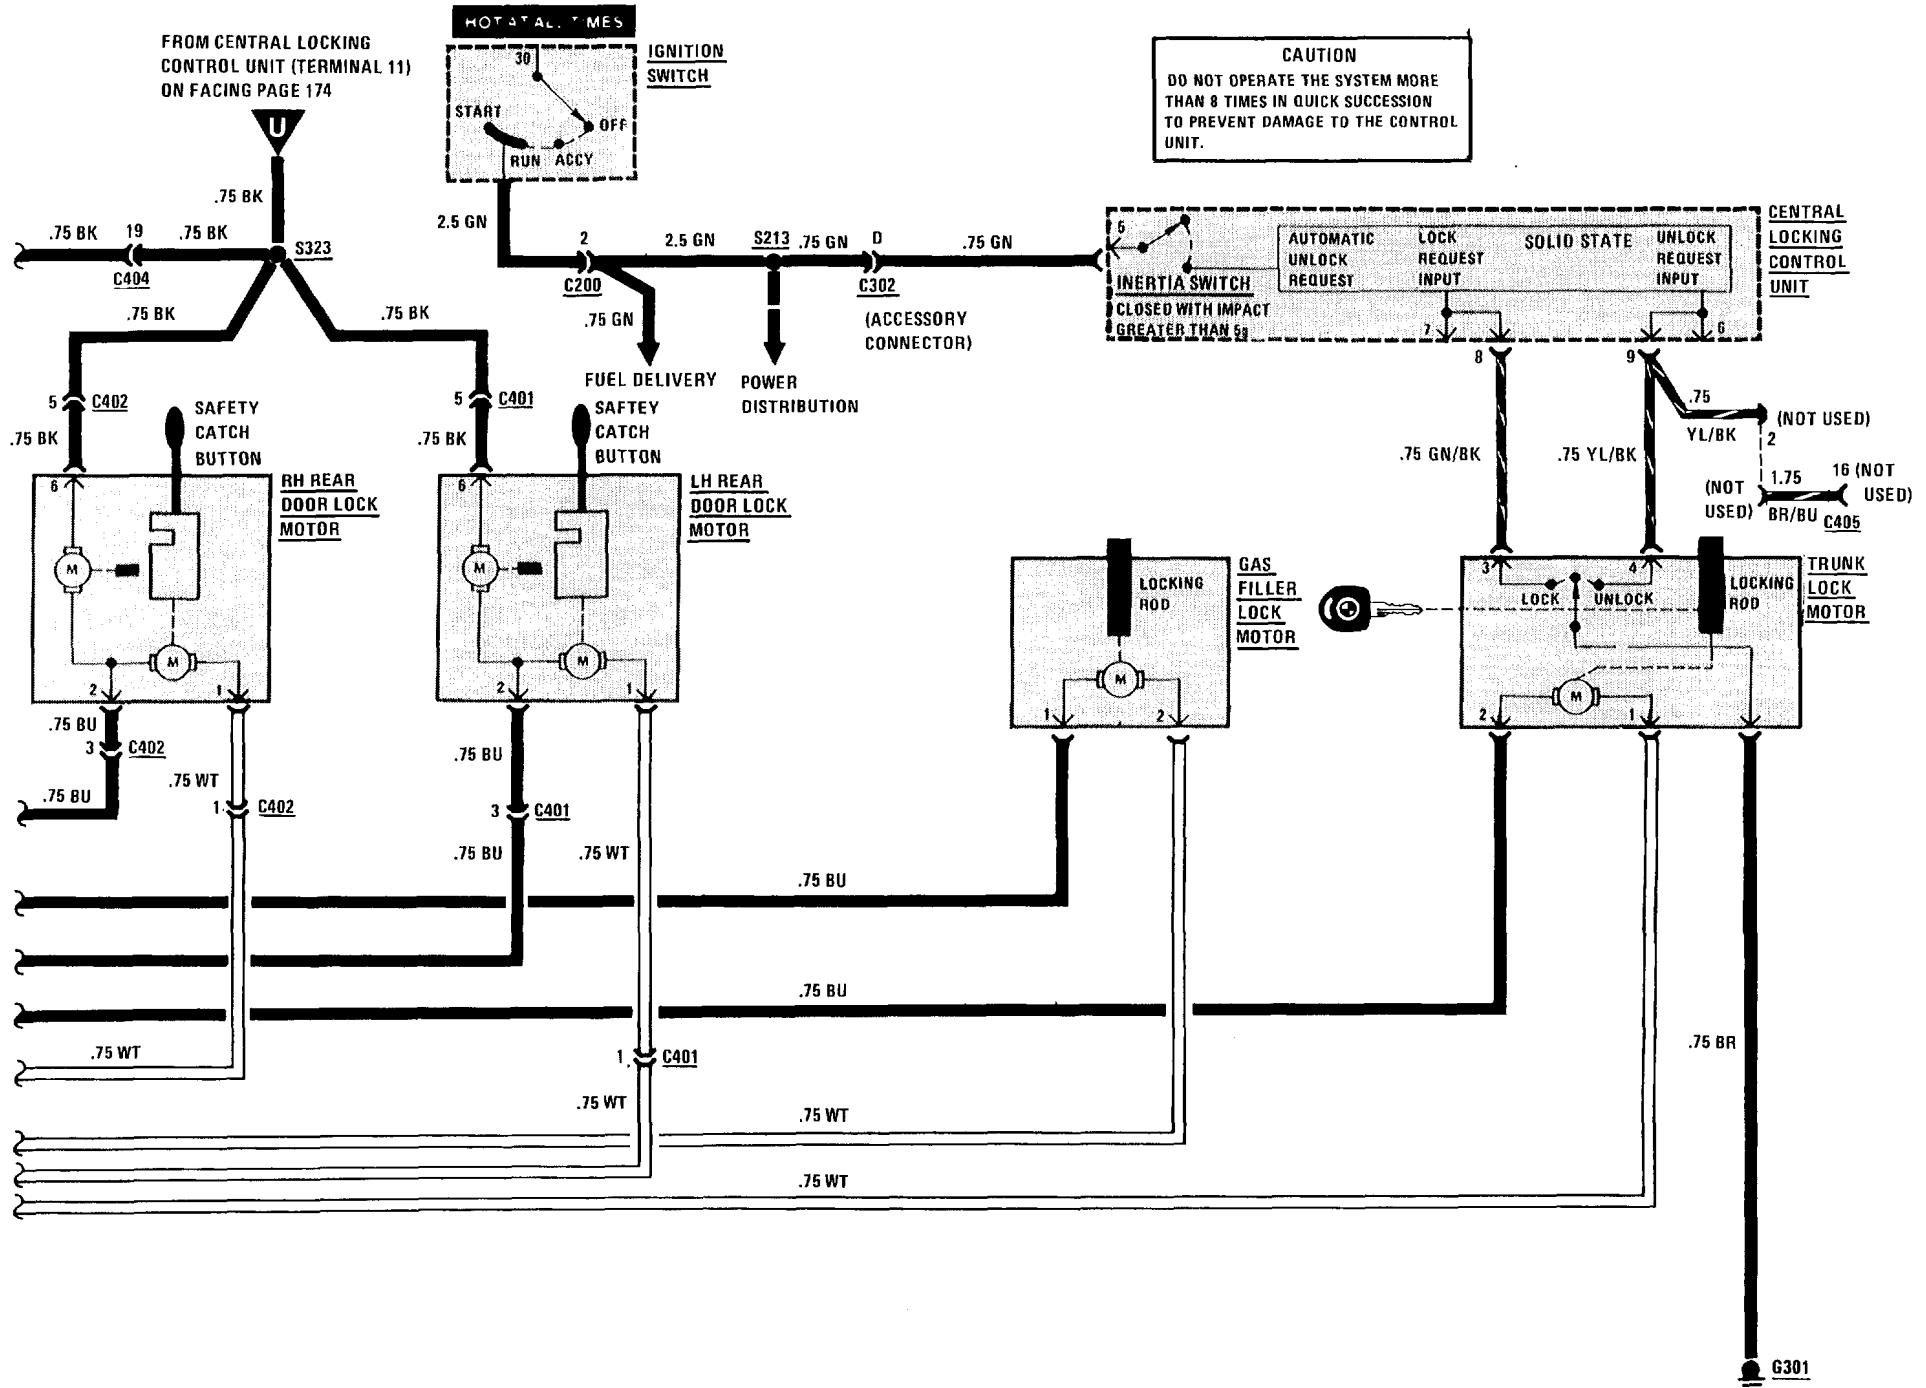 HOT AT ALL TIMES
FROM CENTRAL LOCKING
CONTROL UNIT (TERMINAL 11)
ON FACING PAGE 174
U
.75 BK
.75 BK
19
.75 BK
S323
C404
.75 BK
.75 BK
30
IGNITION
SWITCH
START
OFF
RUN
ACCY
2.5 GN
2
2.5 GN
S213
.75 GN
D
.75 GN
C200
C302
.75 GN
(ACCESSORY
CONNECTOR)
FUEL DELIVERY
POWER
DISTRIBUTION
CAUTION
DO NOT OPERATE THE SYSTEM MORE
THAN 8 TIMES IN QUICK SUCCESSION
TO PREVENT DAMAGE TO THE CONTROL
UNIT.
CENTRAL
LOCKING
CONTROL
UNIT
5
AUTOMATIC
UNLOCK
REQUEST
LOCK
REQUEST
INPUT
SOLID STATE
UNLOCK
REQUEST
INPUT
INERTIA SWITCH
CLOSED WITH IMPACT
GREATER THAN 5g
7
6
8
9
.75
YL/BK
(NOT USED)
2
.75 GN/BK
.75 YL/BK
(NOT
USED)
1.75
BR/BU
16 (NOT
USED)
C405
5
C402
.75 BK
SAFETY
CATCH
BUTTON
5
C401
.75 BK
SAFTEY
CATCH
BUTTON
6
RH REAR
DOOR LOCK
MOTOR
M
M
2
1
6
LH REAR
DOOR LOCK
MOTOR
M
M
2
1
LOCKING
ROD
M
1
2
GAS
FILLER
LOCK
MOTOR
3
4
LOCK
UNLOCK
LOCKING
ROD
M
2
1
TRUNK
LOCK
MOTOR
.75 BU
3
C402
.75 BU
.75 WT
1
C402
.75 BU
3
C401
.75 BU
.75 WT
.75 BU
.75 BU
.75 WT
1
C401
.75 WT
.75 WT
.75 WT
.75 BR
G301